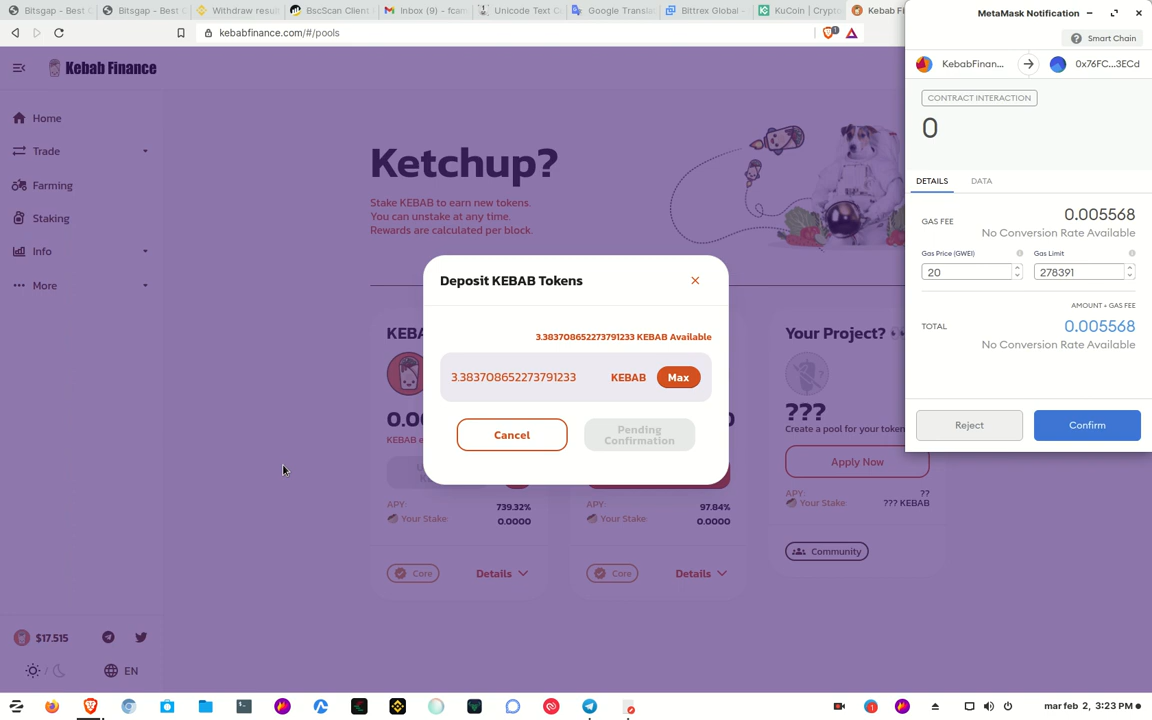 Bitsgap - Best C
Bitsgap - Best C
Withdraw resu
BscScan Client
Inbox (9) - fcam
Unicode Text C
Google Transla
Bittrex Global -
KuCoin | Crypto
Kebab Fi
kebabfinance.com/#/pools
1
Kebab Finance
Home
Trade
Farming
Staking
Info
More
$17.515
EN
Ketchup?
Stake KEBAB to earn new tokens.
You can unstake at any time.
Rewards are calculated per block.
KEBA
0.0
KEBAB e
APY:
739.32%
Your Stake:
0.0000
Core
Details
APY:
97.84%
Your Stake:
0.0000
Core
Details
Your Project?
???
Create a pool for your token
Apply Now
APY:
??
Your Stake:
??? KEBAB
Community
Deposit KEBAB Tokens
3.383708652273791233 KEBAB Available
3.383708652273791233
KEBAB
Max
Cancel
Pending
Confirmation
MetaMask Notification
Smart Chain
KebabFinan...
0x76FC...3ECd
CONTRACT INTERACTION
0
DETAILS
DATA
GAS FEE
0.005568
No Conversion Rate Available
Gas Price (GWEI)
Gas Limit
20
278391
AMOUNT + GAS FEE
TOTAL
0.005568
No Conversion Rate Available
Reject
Confirm
mar feb 2, 3:23 PM